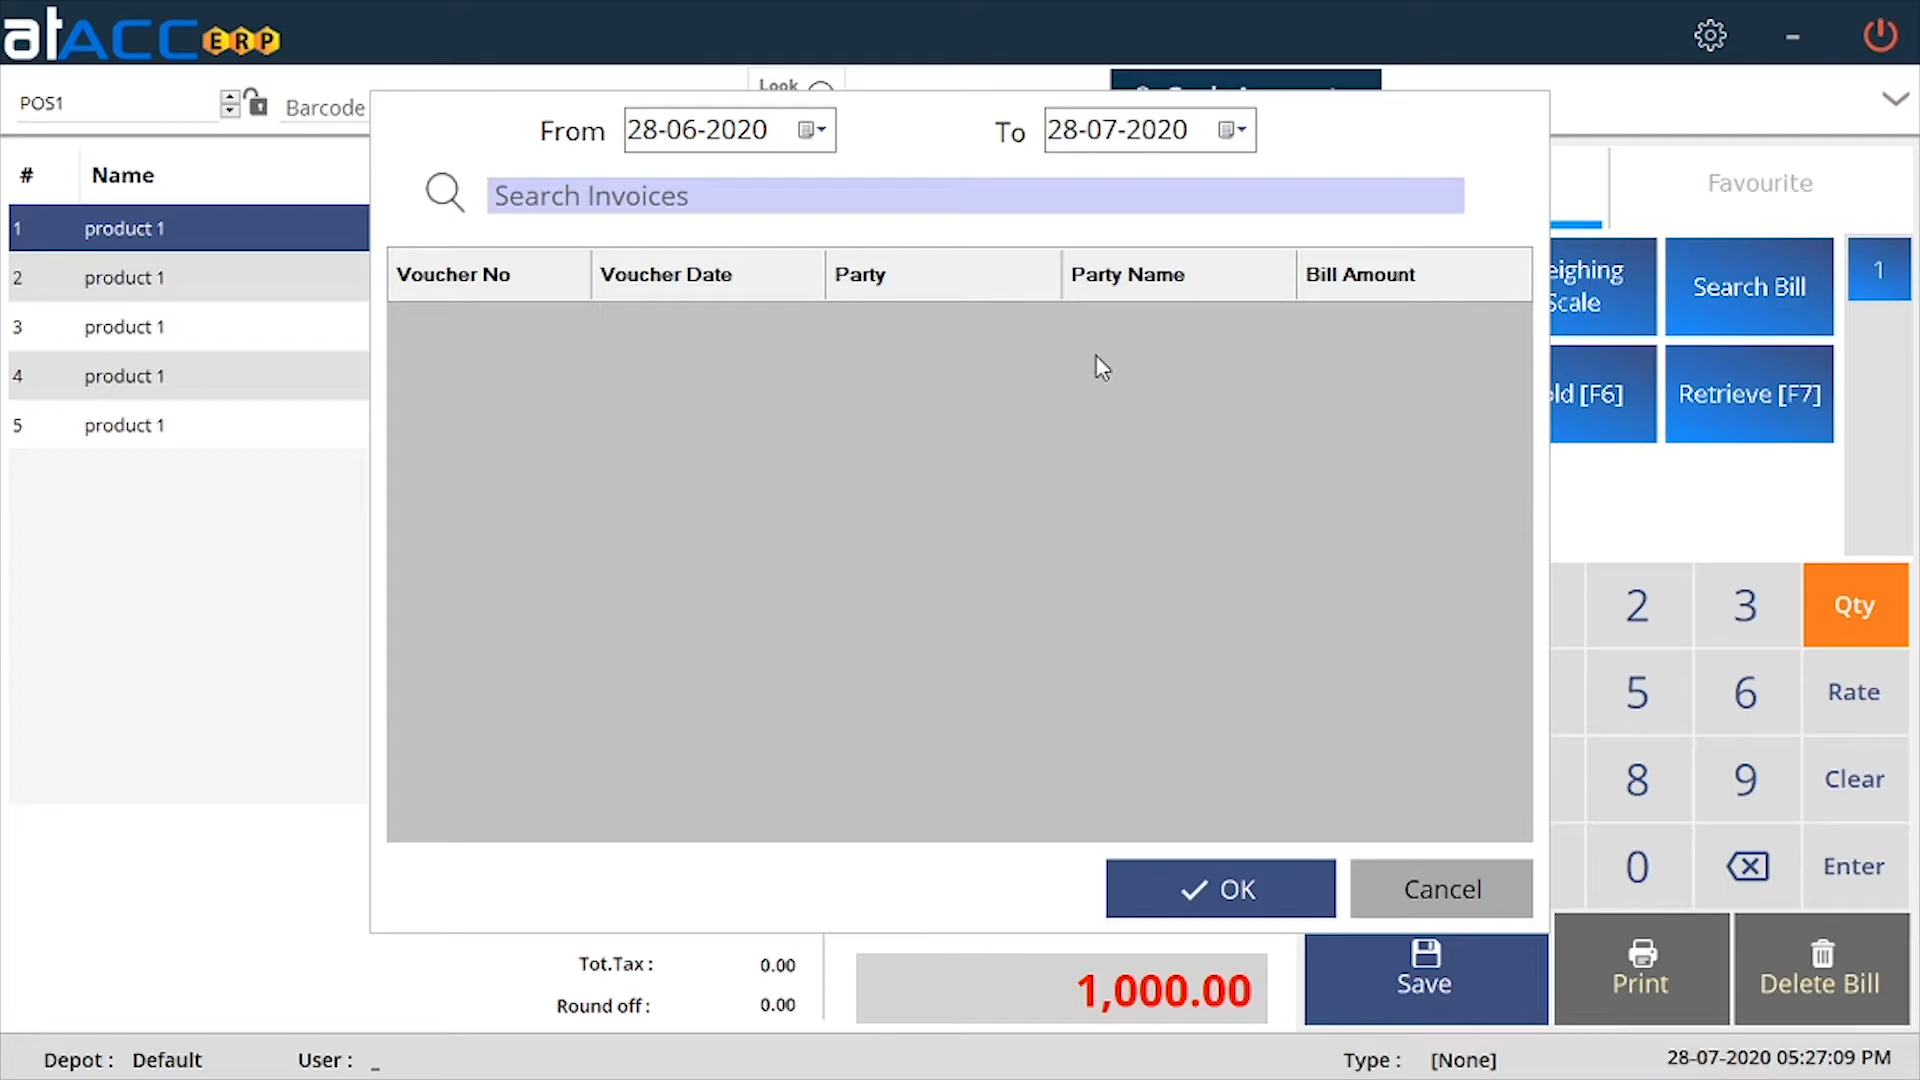 atACC ERP
POS1
Barcode
Look
From 28-06-2020 To 28-07-2020
Search Invoices
Favourite
# Name
1 product 1
2 product 1
3 product 1
4 product 1
5 product 1
Voucher No Voucher Date Party Party Name Bill Amount
eighing
Scale
Search Bill
1
ld [F6]
Retrieve [F7]
2 3 Qty
5 6 Rate
8 9 Clear
0 Enter
OK Cancel
Tot.Tax : 0.00
Round off : 0.00
1,000.00
Save
Print
Delete Bill
Depot : Default User : _ Type : [None] 28-07-2020 05:27:09 PM